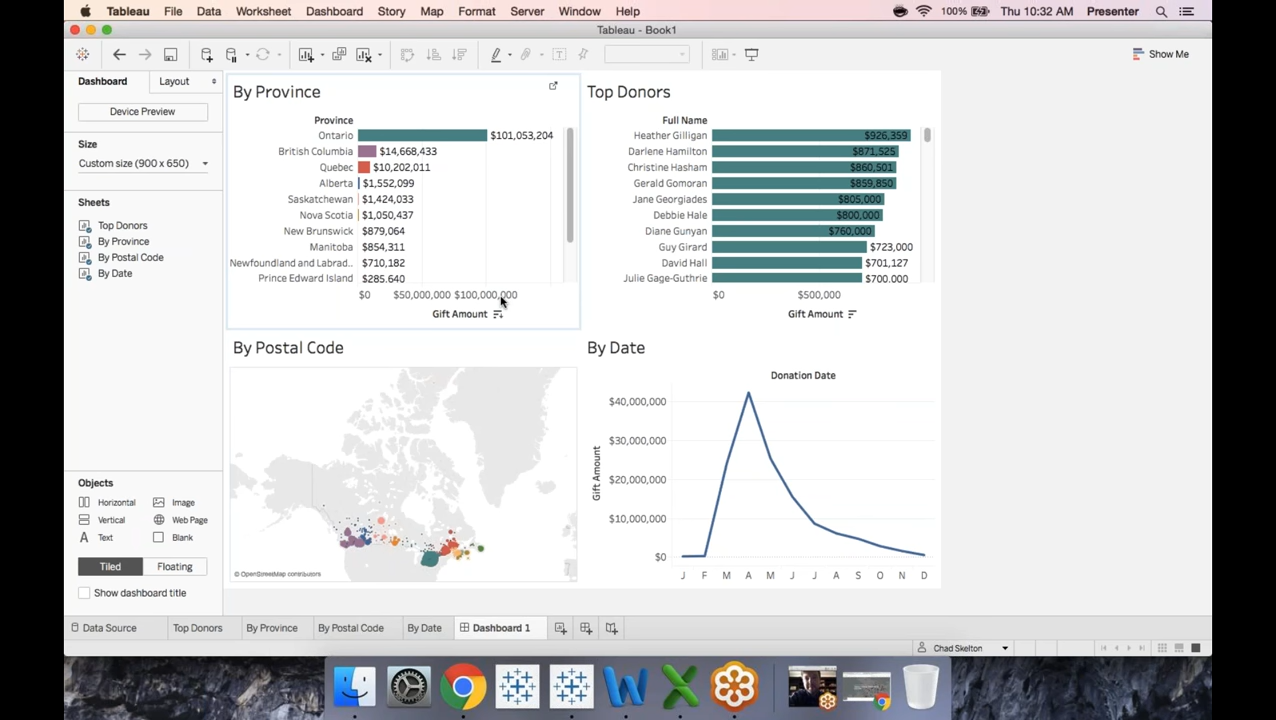 Tableau File Data Worksheet Dashboard Story Map Format Server Window Help 100% Thu 10:32 AM Presenter
Tableau - Book1
Show Me
Dashboard Layout
Device Preview
Size
Custom size (900 x 650)
Sheets
Top Donors
By Province
By Postal Code
By Date
Objects
Horizontal Image
Vertical Web Page
A Text Blank
Tiled Floating
Show dashboard title
By Province
Province
Ontario $101,053,204
British Columbia $14,668,433
Quebec $10,202,011
Alberta $1,552,099
Saskatchewan $1,424,033
Nova Scotia $1,050,437
New Brunswick $879,064
Manitoba $854,311
Newfoundland and Labrad.. $710,182
Prince Edward Island $285,640
$0 $50,000,000 $100,000,000
Gift Amount
Top Donors
Full Name
Heather Gilligan $926,359
Darlene Hamilton $871,525
Christine Hasham $860,501
Gerald Gomoran $859,850
Jane Georgiades $805,000
Debbie Hale $800,000
Diane Gunyan $760,000
Guy Girard $723,000
David Hall $701,127
Julie Gage-Guthrie $700,000
$0 $500,000
Gift Amount
By Postal Code
© OpenStreetMap contributors
By Date
Donation Date
$40,000,000
$30,000,000
$20,000,000
$10,000,000
$0
Gift Amount
J F M A M J J A S O N D
Data Source Top Donors By Province By Postal Code By Date Dashboard 1
Chad Skelton